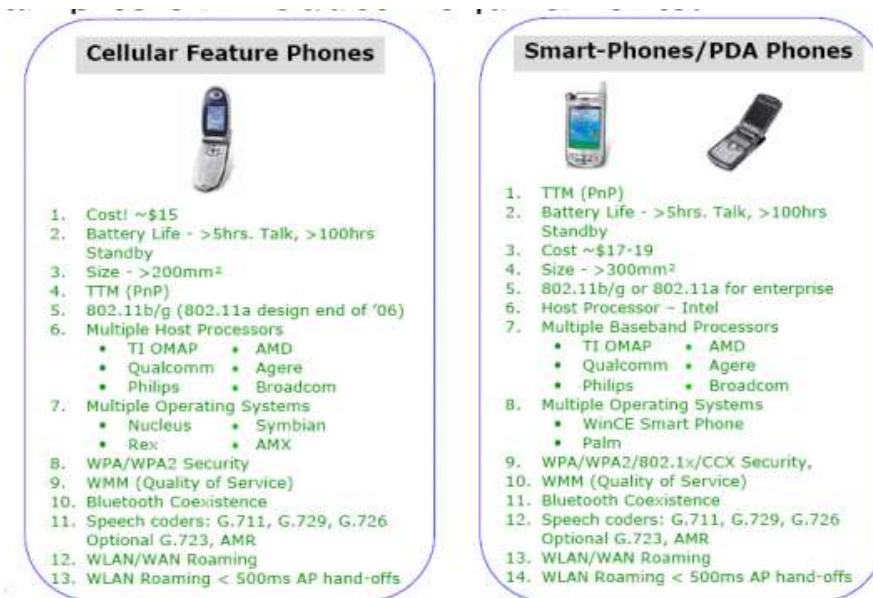 Cellular Feature Phones
1. Cost! ~$15
2. Battery Life - >5hrs. Talk, >100hrs
Standby
3. Size - >200mm²
4. TTM (PnP)
5. 802.11b/g (802.11a design end of '06)
6. Multiple Host Processors
• TI OMAP • AMD
• Qualcomm • Agere
• Philips • Broadcom
7. Multiple Operating Systems
• Nucleus • Symbian
• Rex • AMX
8. WPA/WPA2 Security
9. WMM (Quality of Service)
10. Bluetooth Coexistence
11. Speech coders: G.711, G.729, G.726
Optional G.723, AMR
12. WLAN/WAN Roaming
13. WLAN Roaming < 500ms AP hand-offs
Smart-Phones/PDA Phones
1. TTM (PnP)
2. Battery Life - >5hrs. Talk, >100hrs
Standby
3. Cost ~$17-19
4. Size - >300mm²
5. 802.11b/g or 802.11a for enterprise
6. Host Processor – Intel
7. Multiple Baseband Processors
• TI OMAP • AMD
• Qualcomm • Agere
• Philips • Broadcom
8. Multiple Operating Systems
• WinCE Smart Phone
• Palm
9. WPA/WPA2/802.1x/CCX Security,
10. WMM (Quality of Service)
11. Bluetooth Coexistence
12. Speech coders: G.711, G.729, G.726
Optional G.723, AMR
13. WLAN/WAN Roaming
14. WLAN Roaming < 500ms AP hand-offs